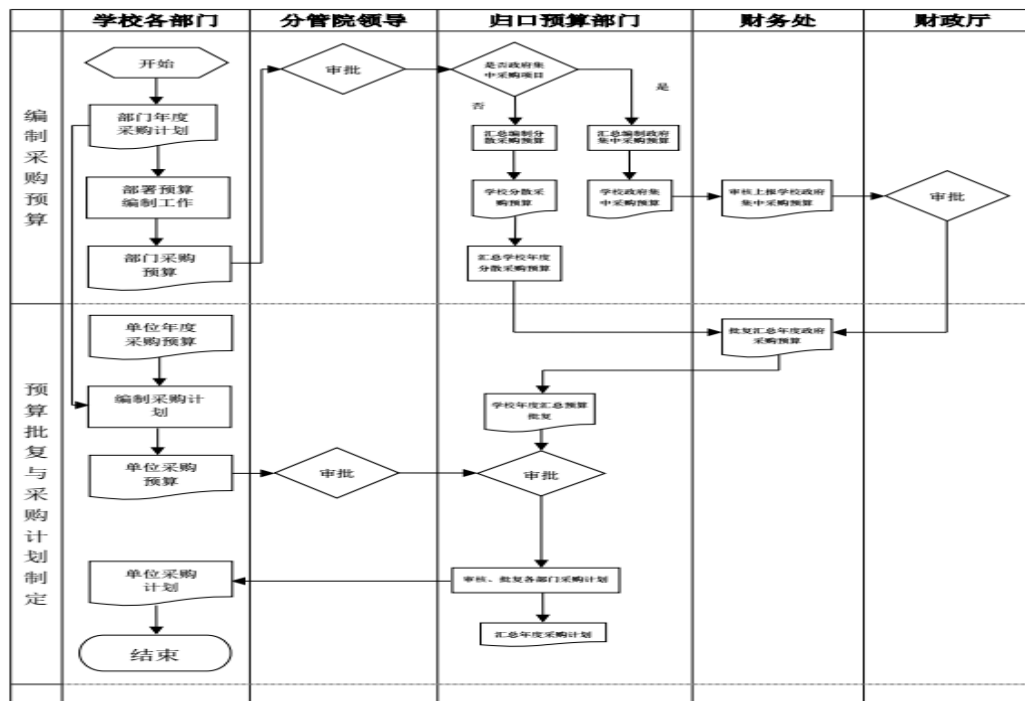 学校各部门
分管院领导
归口预算部门
财务处
财政厅
编制采购预算
开始
部门年度
采购计划
部署预算
编制工作
部门采购
预算
审批
是否政府集
中采购项目
否
是
汇总编制分
散采购预算
汇总编制政府
集中采购预算
学校分散采
购预算
学校政府集
中采购预算
审核上报学校政府
集中采购预算
审批
汇总学校年度
分散采购预算
预算批复与采购计划制定
单位年度
采购预算
批复汇总年度政府
采购预算
编制采购计
划
学校年度汇总预算
批复
单位采购
预算
审批
审批
单位采购
计划
审核、批复各部门采购计划
汇总年度采购计划
结束